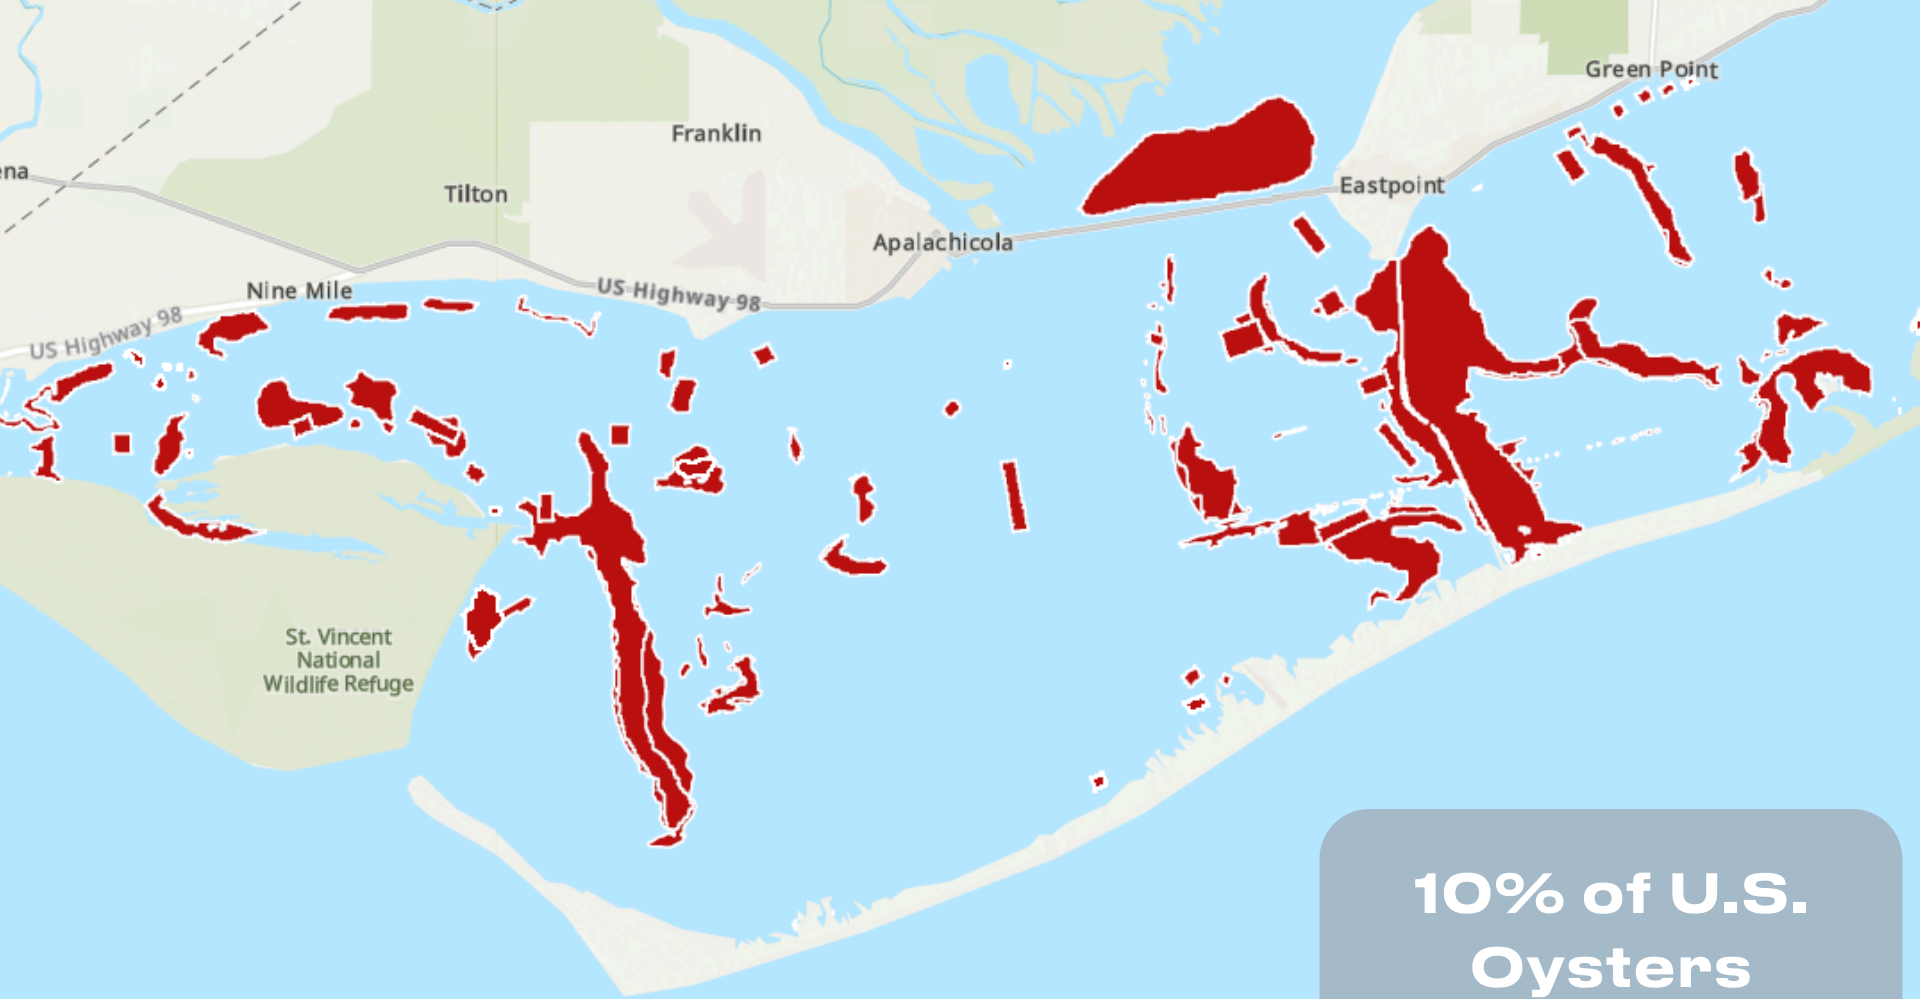 Green Point
Franklin
ena
Eastpoint
Tilton
Apalachicola
Nine Mile
US Highway 98
US Highway 98
St. Vincent
National
Wildlife Refuge
10% of U.S.
Oysters